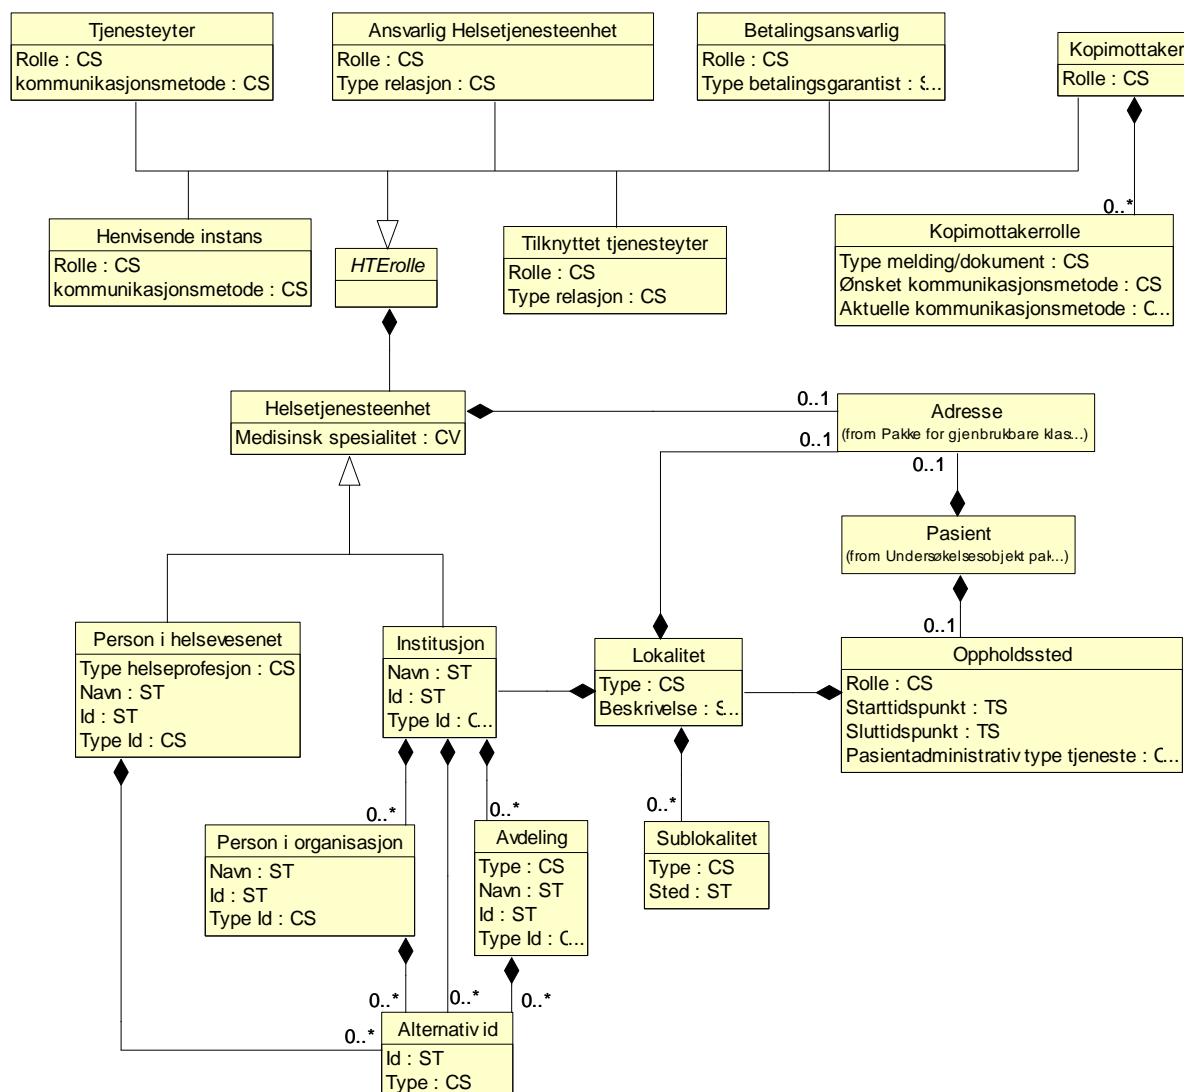 Tjenesteyter
Rolle : CS
kommunikasjonsmetode : CS
Ansvarlig Helsetjenesteenhet
Rolle : CS
Type relasjon : CS
Betalingsansvarlig
Rolle : CS
Type betalingsgarantist : S...
Kopimottaker
Rolle : CS
0..*
Henvisende instans
Rolle : CS
kommunikasjonsmetode : CS
HTErolle
Tilknyttet tjenesteyter
Rolle : CS
Type relasjon : CS
Kopimottakerrolle
Type melding/dokument : CS
Ønsket kommunikasjonsmetode : CS
Aktuelle kommunikasjonsmetode : C...
Helsetjenesteenhet
Medisinsk spesialitet : CV
0..1
0..1
Adresse
(from Pakke for gjenbrukbare klas...)
0..1
Pasient
(from Undersøkelsesobjekt pak...)
0..1
Person i helsevesenet
Type helseprofesjon : CS
Navn : ST
Id : ST
Type Id : CS
Institusjon
Navn : ST
Id : ST
Type Id : C...
Lokalitet
Type : CS
Beskrivelse : S...
Oppholdssted
Rolle : CS
Starttidspunkt : TS
Sluttidspunkt : TS
Pasientadministrativ type tjeneste : C...
0..*
0..*
0..*
Person i organisasjon
Navn : ST
Id : ST
Type Id : CS
Avdeling
Type : CS
Navn : ST
Id : ST
Type Id : C...
Sublokalitet
Type : CS
Sted : ST
0..*
0..*
0..*
0..*
Alternativ id
Id : ST
Type : CS